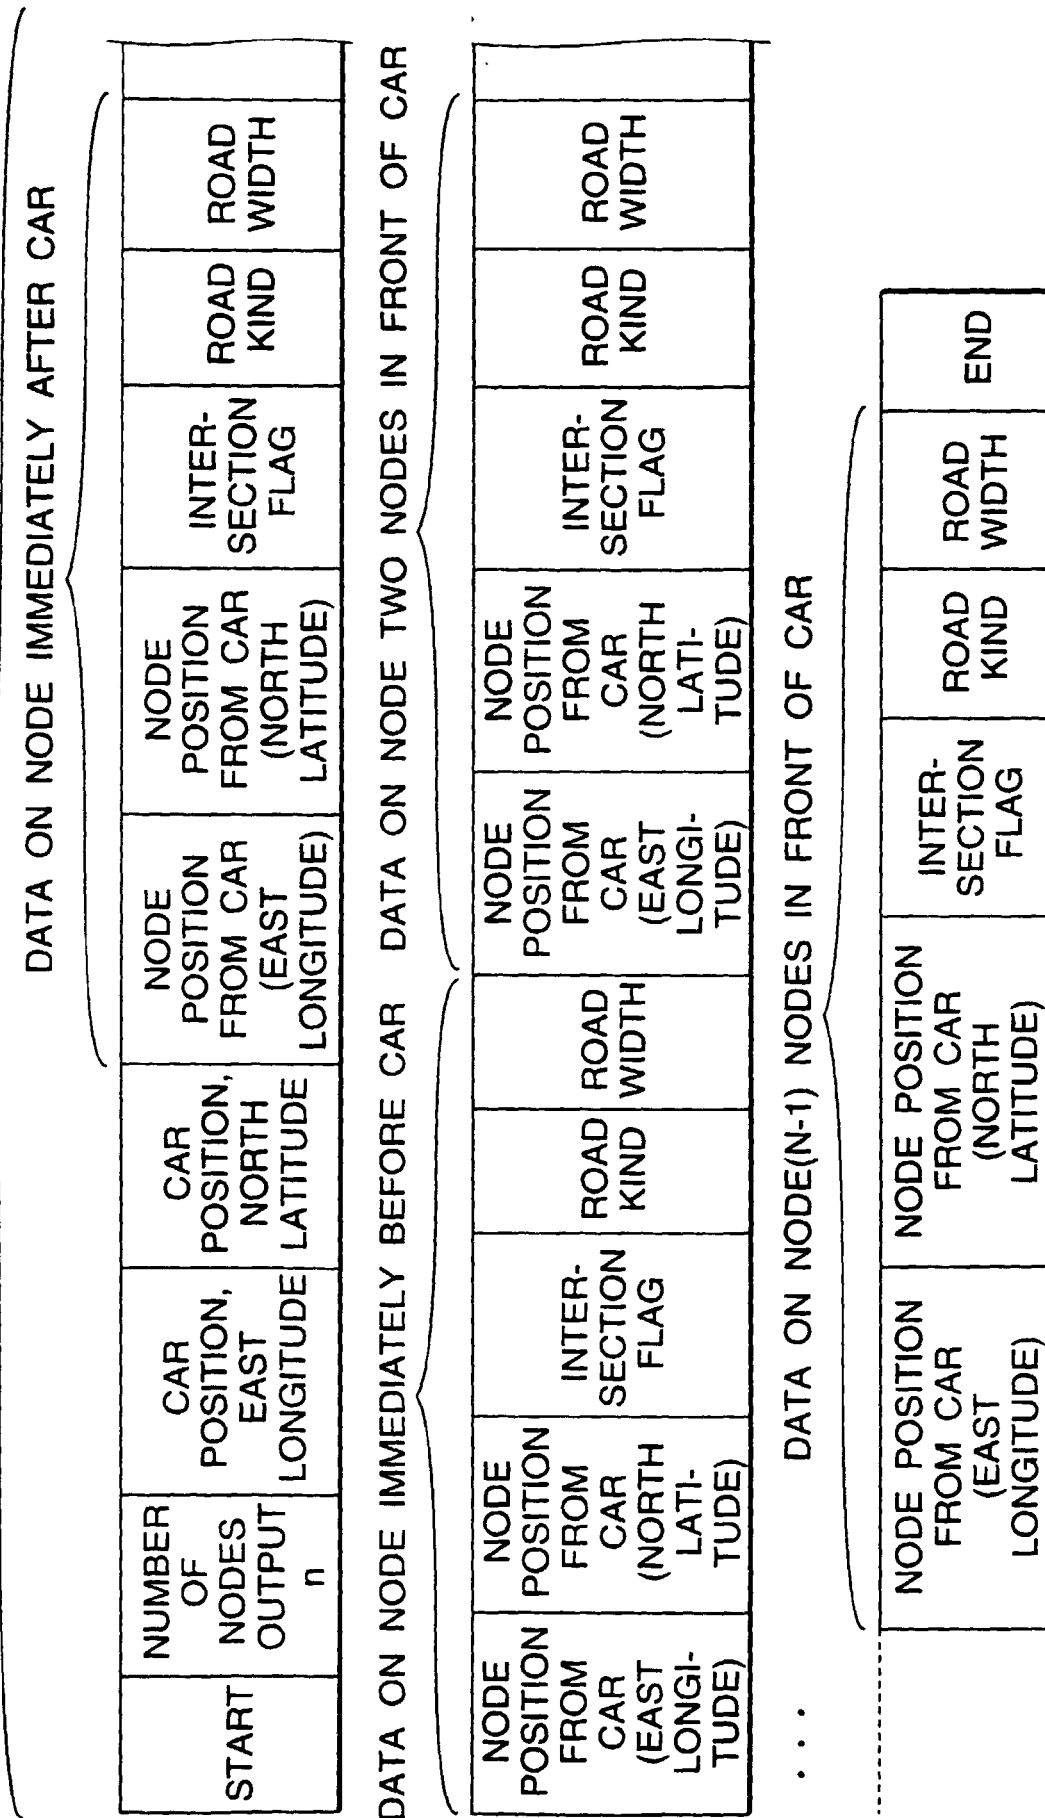 DATA ON NODE IMMEDIATELY AFTER CAR
START
NUMBER
OF
NODES
OUTPUT
n
CAR
POSITION,
EAST
LONGITUDE
CAR
POSITION,
NORTH
LATITUDE
NODE
POSITION
FROM CAR
(EAST
LONGITUDE)
NODE
POSITION
FROM CAR
(NORTH
LATITUDE)
INTER-
SECTION
FLAG
ROAD
KIND
ROAD
WIDTH
DATA ON NODE IMMEDIATELY BEFORE CAR
DATA ON NODE TWO NODES IN FRONT OF CAR
NODE
POSITION
FROM
CAR
(EAST
LONGI-
TUDE)
NODE
POSITION
FROM
CAR
(NORTH
LATI-
TUDE)
INTER-
SECTION
FLAG
ROAD
KIND
ROAD
WIDTH
NODE
POSITION
FROM
CAR
(EAST
LONGI-
TUDE)
NODE
POSITION
FROM
CAR
(NORTH
LATI-
TUDE)
INTER-
SECTION
FLAG
ROAD
KIND
ROAD
WIDTH
. . .
DATA ON NODE(N-1) NODES IN FRONT OF CAR
NODE POSITION
FROM CAR
(EAST
LONGITUDE)
NODE POSITION
FROM CAR
(NORTH
LATITUDE)
INTER-
SECTION
FLAG
ROAD
KIND
ROAD
WIDTH
END